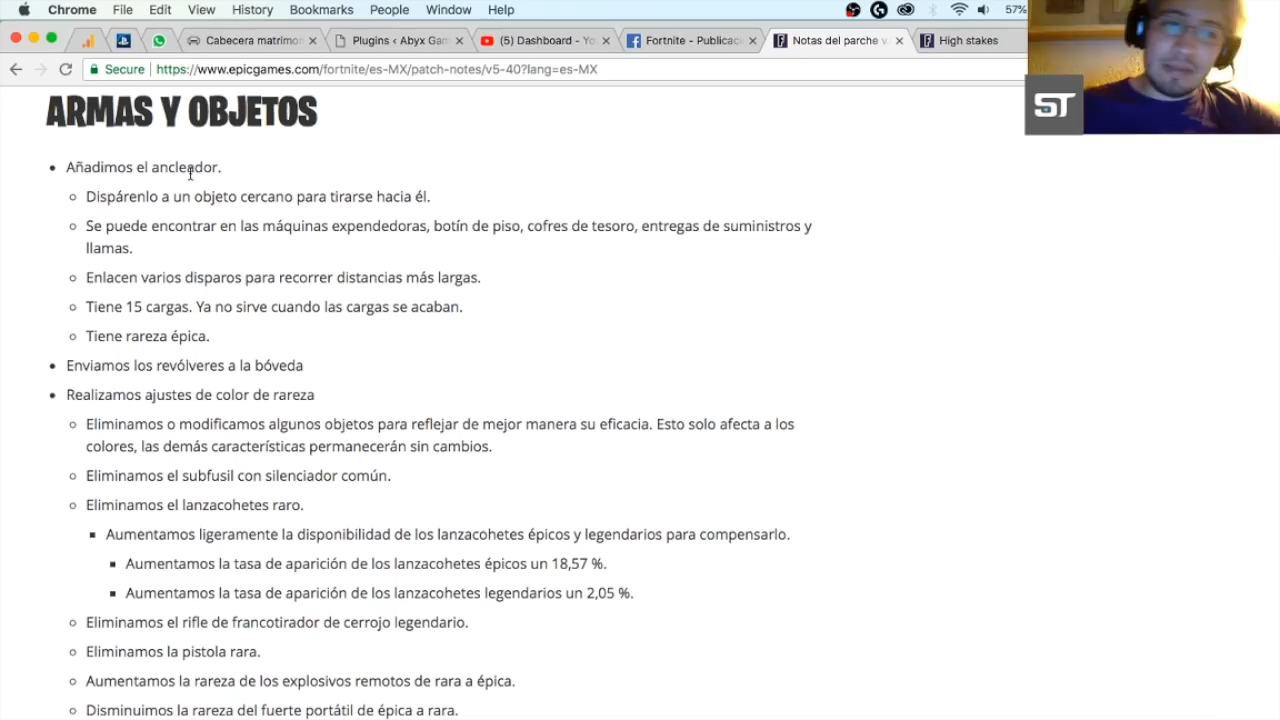 Chrome File Edit View History Bookmarks People Window Help 57%
Cabecera matrimon
Plugins ‹ Abyx Gam
(5) Dashboard - Yo
Fortnite - Publicac
Notas del parche v
High stakes
Secure https://www.epicgames.com/fortnite/es-MX/patch-notes/v5-40?lang=es-MX
ST
ARMAS Y OBJETOS
Añadimos el ancleador.
Dispárenlo a un objeto cercano para tirarse hacia él.
Se puede encontrar en las máquinas expendedoras, botín de piso, cofres de tesoro, entregas de suministros y
llamas.
Enlacen varios disparos para recorrer distancias más largas.
Tiene 15 cargas. Ya no sirve cuando las cargas se acaban.
Tiene rareza épica.
Enviamos los revólveres a la bóveda
Realizamos ajustes de color de rareza
Eliminamos o modificamos algunos objetos para reflejar de mejor manera su eficacia. Esto solo afecta a los
colores, las demás características permanecerán sin cambios.
Eliminamos el subfusil con silenciador común.
Eliminamos el lanzacohetes raro.
Aumentamos ligeramente la disponibilidad de los lanzacohetes épicos y legendarios para compensarlo.
Aumentamos la tasa de aparición de los lanzacohetes épicos un 18,57 %.
Aumentamos la tasa de aparición de los lanzacohetes legendarios un 2,05 %.
Eliminamos el rifle de francotirador de cerrojo legendario.
Eliminamos la pistola rara.
Aumentamos la rareza de los explosivos remotos de rara a épica.
Disminuimos la rareza del fuerte portátil de épica a rara.